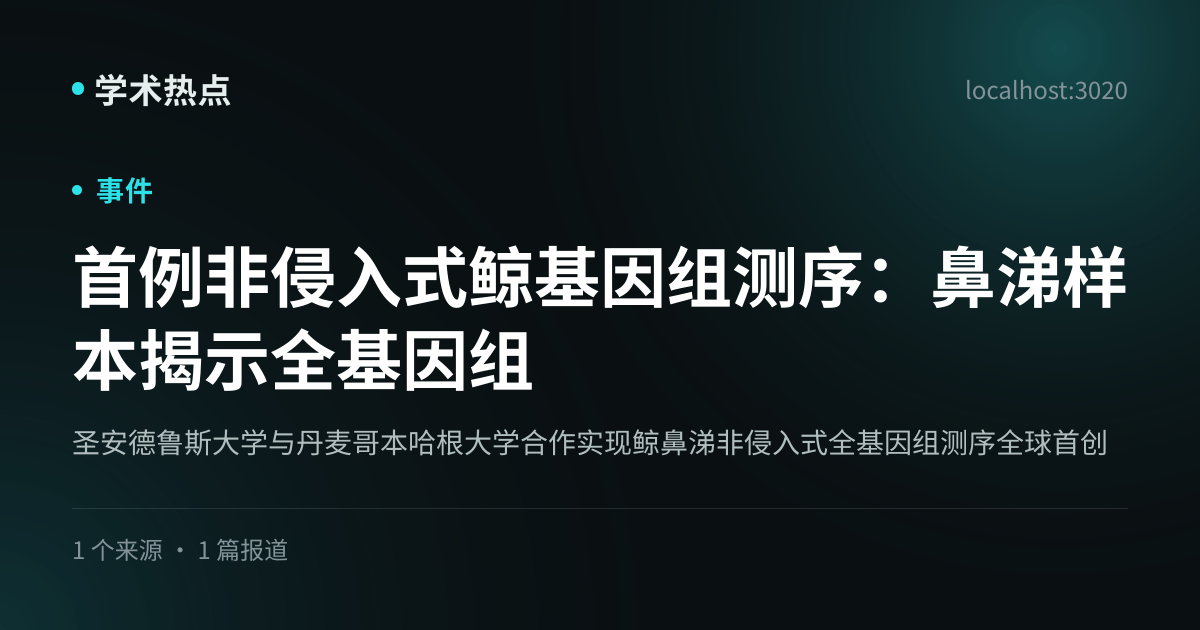 学术热点
localhost:3020
事件
首例非侵入式鲸基因组测序：鼻涕样
本揭示全基因组
圣安德鲁斯大学与丹麦哥本哈根大学合作实现鲸鼻涕非侵入式全基因组测序全球首创
1 个来源 · 1 篇报道